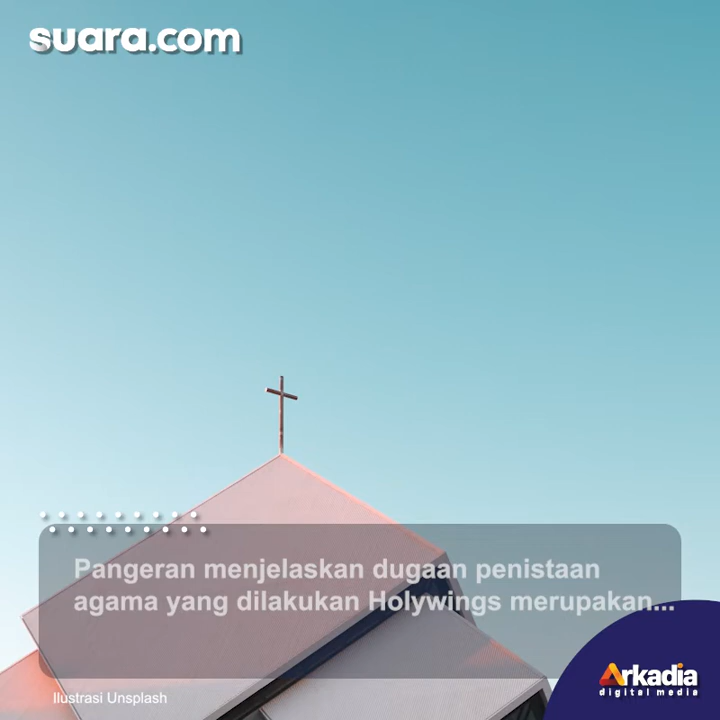 suara.com
Pangeran menjelaskan dugaan penistaan
agama yang dilakukan Holywings merupakan...
Ilustrasi Unsplash
Arkadia
digital media